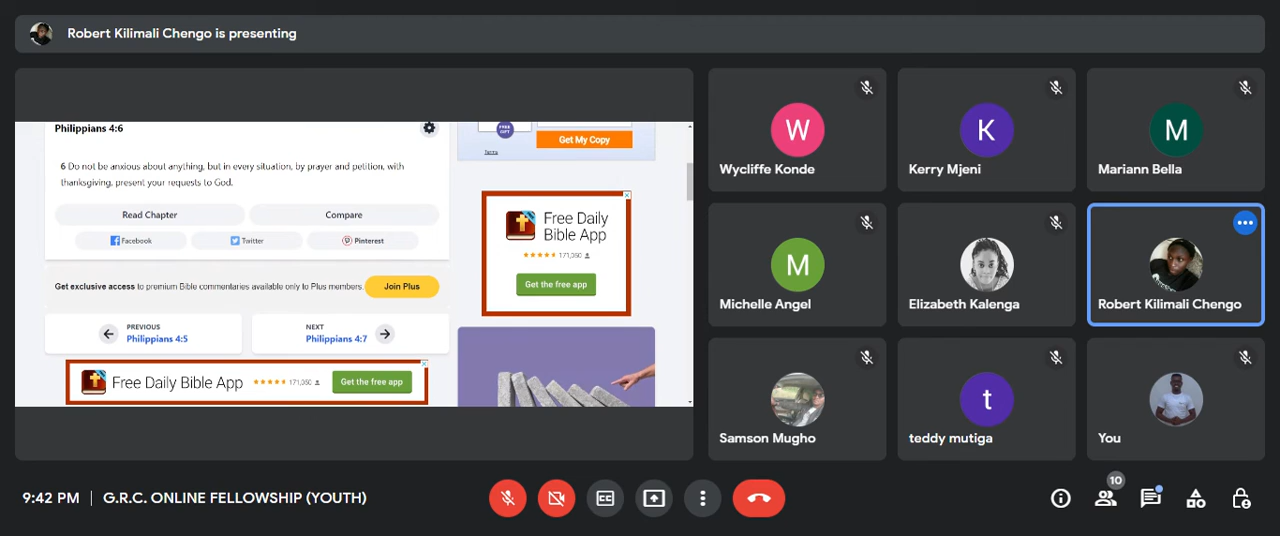 Robert Kilimali Chengo is presenting
Philippians 4:6
6 Do not be anxious about anything, but in every situation, by prayer and petition, with
thanksgiving, present your requests to God.
Read Chapter
Compare
Facebook
Twitter
Pinterest
Get exclusive access to premium Bible commentaries available only to Plus members.
Join Plus
PREVIOUS
Philippians 4:5
NEXT
Philippians 4:7
Free Daily Bible App
171,350
Get the free app
FREE
GIFT
Get My Copy
Terms
Free Daily
Bible App
171,350
Get the free app
W
Wycliffe Konde
K
Kerry Mjeni
M
Mariann Bella
M
Michelle Angel
Elizabeth Kalenga
Robert Kilimali Chengo
Samson Mugho
t
teddy mutiga
You
9:42 PM | G.R.C. ONLINE FELLOWSHIP (YOUTH)
CC
10